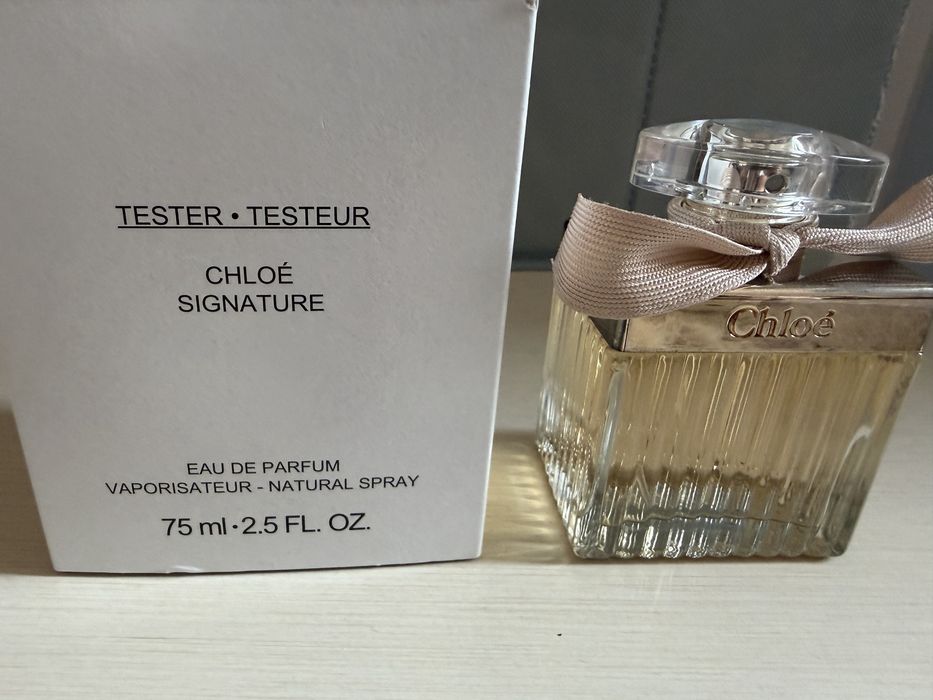 TESTER • TESTEUR
CHLOÉ
SIGNATURE
EAU DE PARFUM
VAPORISATEUR - NATURAL SPRAY
75 ml • 2.5 FL. OZ.
Chloé